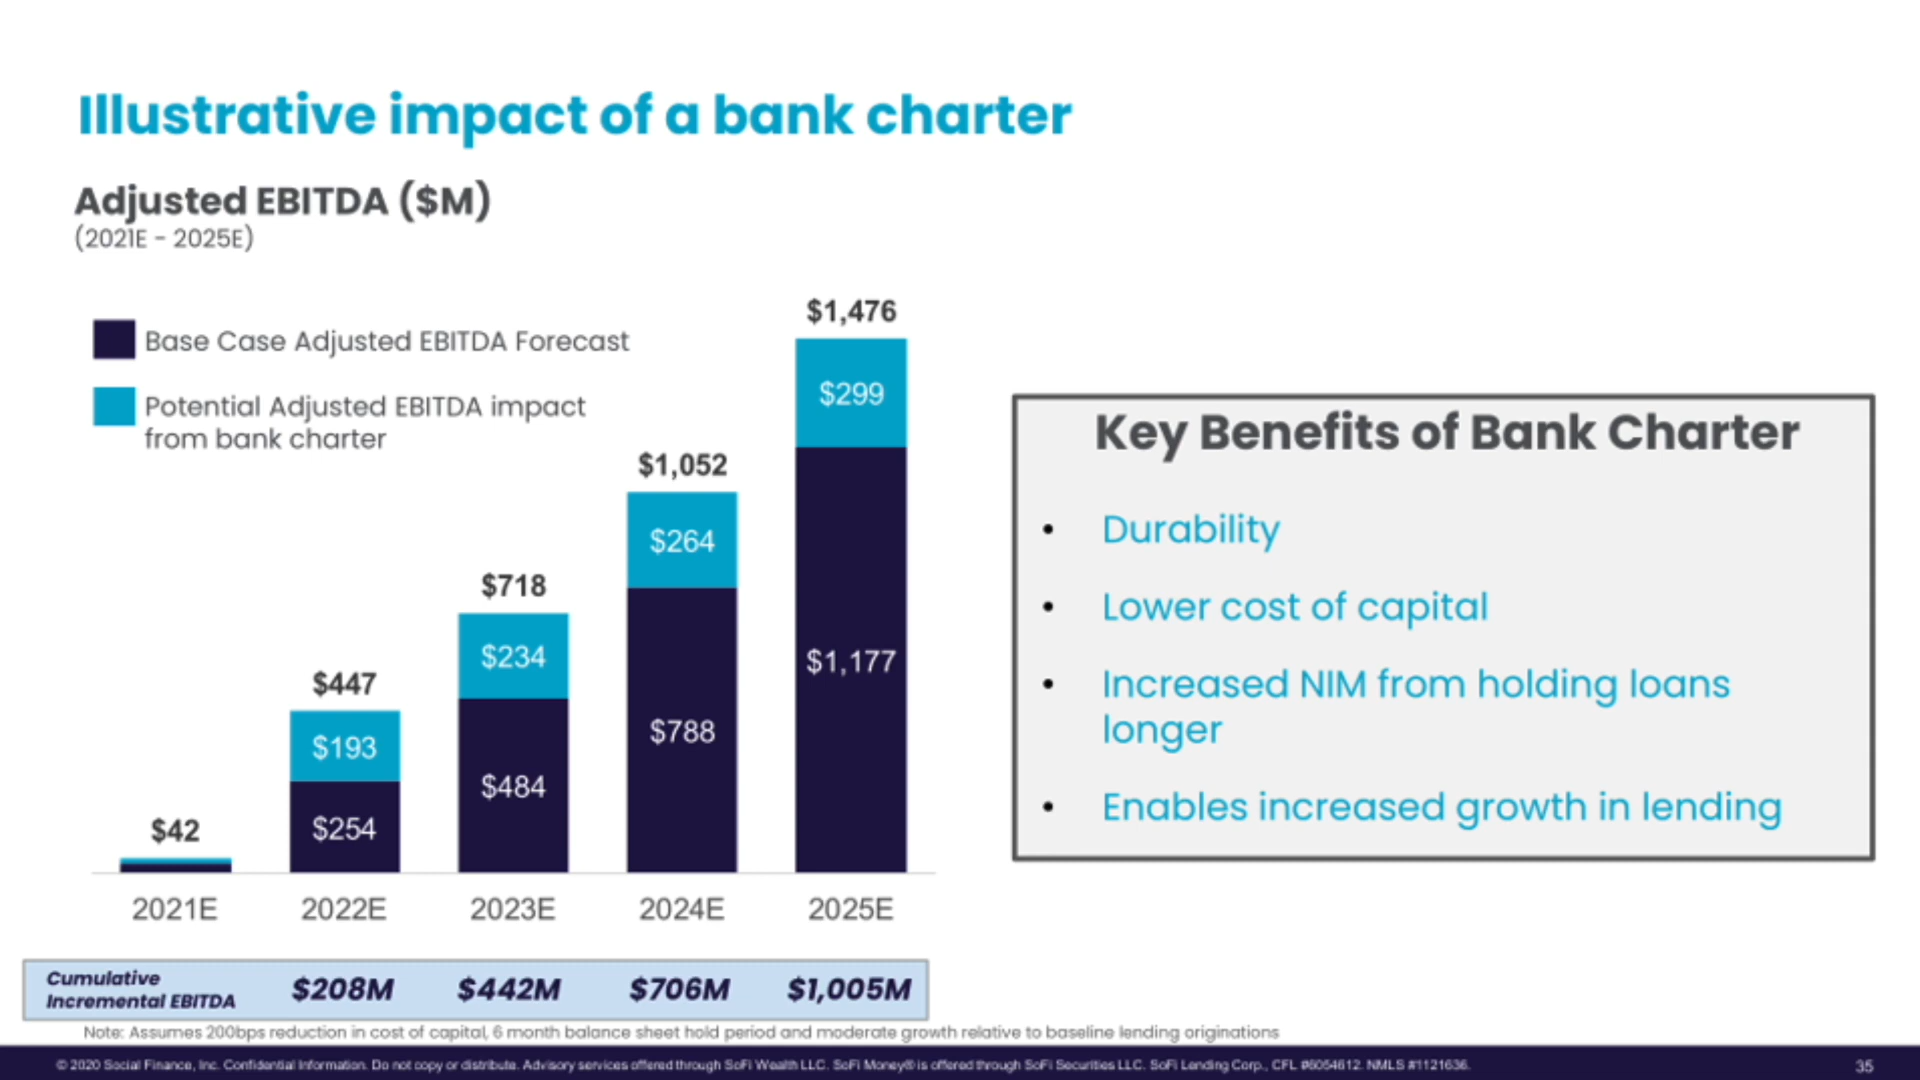 Illustrative impact of a bank charter
Adjusted EBITDA ($M)
(2021E - 2025E)
Base Case Adjusted EBITDA Forecast
Potential Adjusted EBITDA impact
from bank charter
$42
$447
$193
$254
$718
$234
$484
$1,052
$264
$788
$1,476
$299
$1,177
2021E 2022E 2023E 2024E 2025E
Cumulative
Incremental EBITDA
$208M $442M $706M $1,005M
Key Benefits of Bank Charter
• Durability
• Lower cost of capital
• Increased NIM from holding loans
longer
• Enables increased growth in lending
Note: Assumes 200bps reduction in cost of capital, 6 month balance sheet hold period and moderate growth relative to baseline lending originations
© 2020 Social Finance, Inc. Confidential Information. Do not copy or distribute. Advisory services offered through SoFi Wealth LLC. SoFi Money® is offered through SoFi Securities LLC. SoFi Lending Corp., CFL #6054612. NMLS #1121636.
35